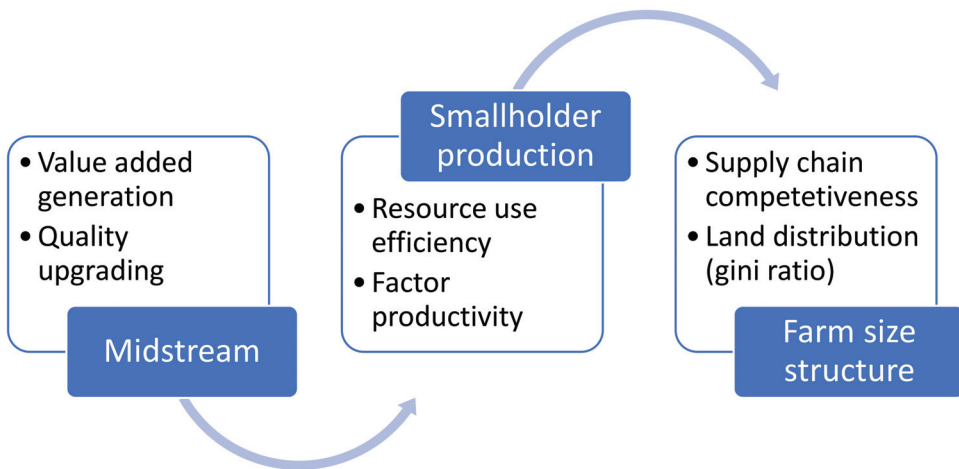 • Value added
generation
• Quality
upgrading
Midstream
Smallholder
production
• Resource use
efficiency
• Factor
productivity
• Supply chain
competetiveness
• Land distribution
(gini ratio)
Farm size
structure